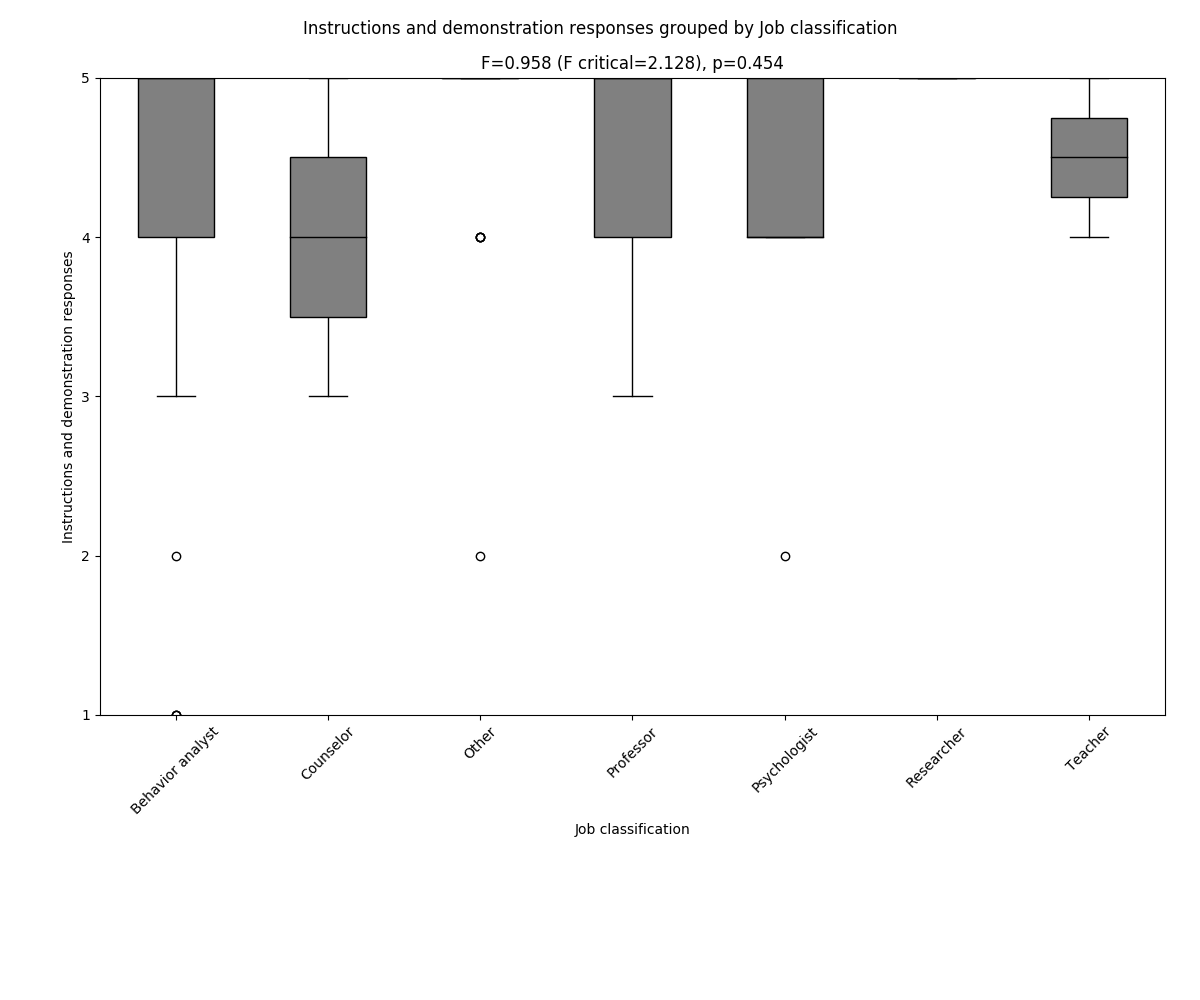 Instructions and demonstration responses grouped by Job classification
F=0.958 (F critical=2.128), p=0.454
Instructions and demonstration responses
5
4
3
2
1
Behavior analyst
Counselor
Other
Professor
Psychologist
Researcher
Teacher
Job classification